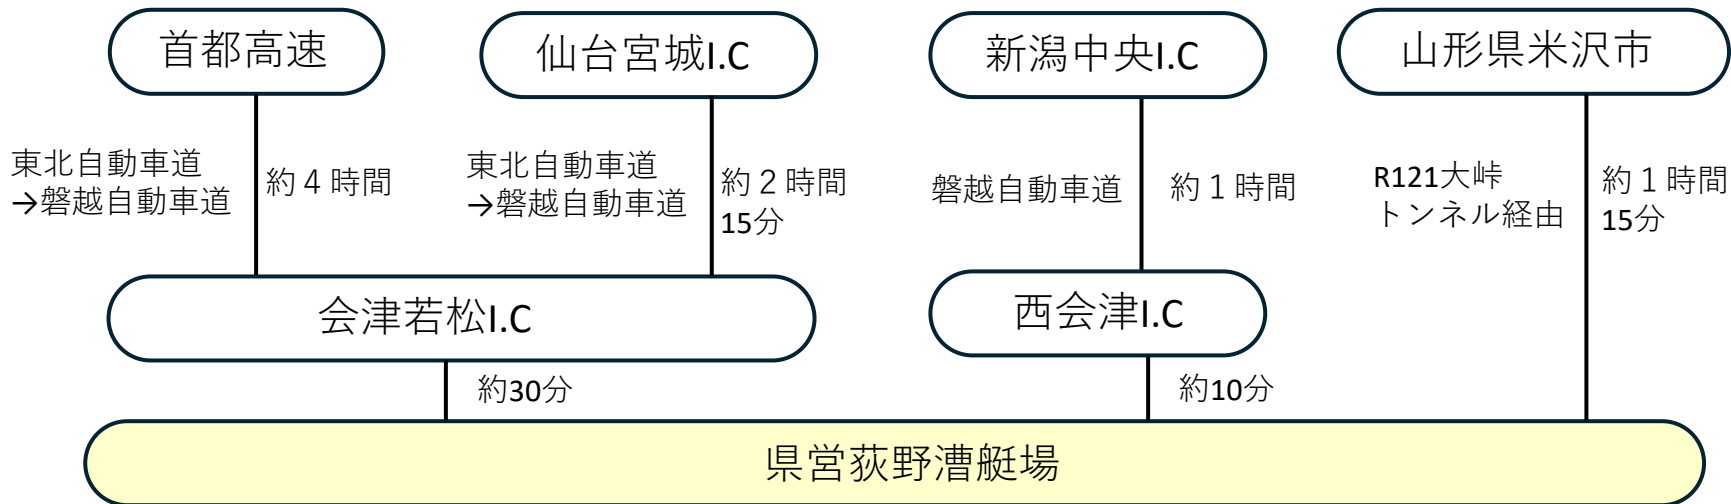 首都高速
仙台宮城I.C
新潟中央I.C
山形県米沢市
東北自動車道
→磐越自動車道
約４時間
東北自動車道
→磐越自動車道
約２時間
15分
磐越自動車道
約１時間
R121大峠
トンネル経由
約１時間
15分
会津若松I.C
西会津I.C
約30分
約10分
県営荻野漕艇場